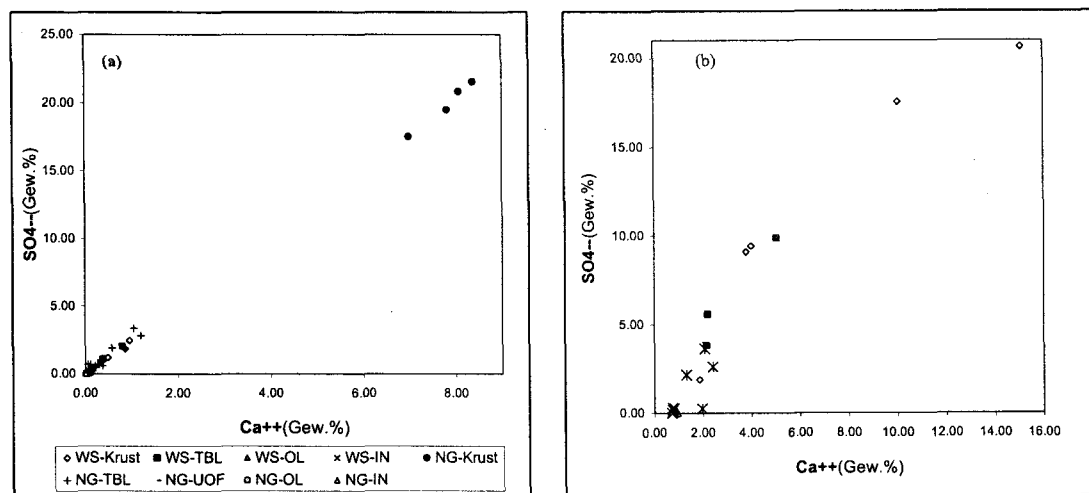 (a)
25.00
20.00
15.00
10.00
5.00
0.00
SO4--(Gew.%)
0.00 2.00 4.00 6.00 8.00
Ca++(Gew.%)
WS-Krust WS-TBL WS-OL WS-IN NG-Krust
NG-TBL NG-UOF NG-OL NG-IN
(b)
20.00
15.00
10.00
5.00
0.00
SO4--(Gew.%)
0.00 2.00 4.00 6.00 8.00 10.00 12.00 14.00 16.00
Ca++(Gew.%)